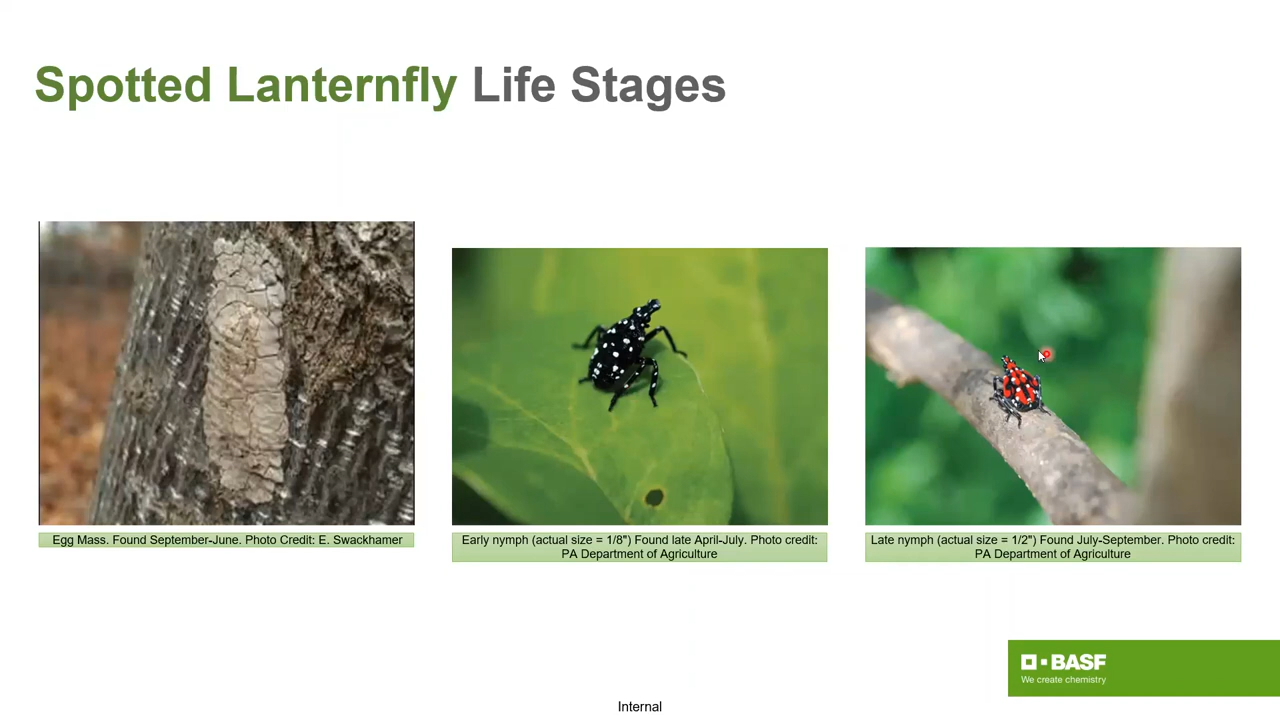 Spotted Lanternfly Life Stages
Egg Mass. Found September-June. Photo Credit: E. Swackhamer
Early nymph (actual size = 1/8") Found late April-July. Photo credit:
PA Department of Agriculture
Late nymph (actual size = 1/2") Found July-September. Photo credit:
PA Department of Agriculture
BASF
We create chemistry
Internal